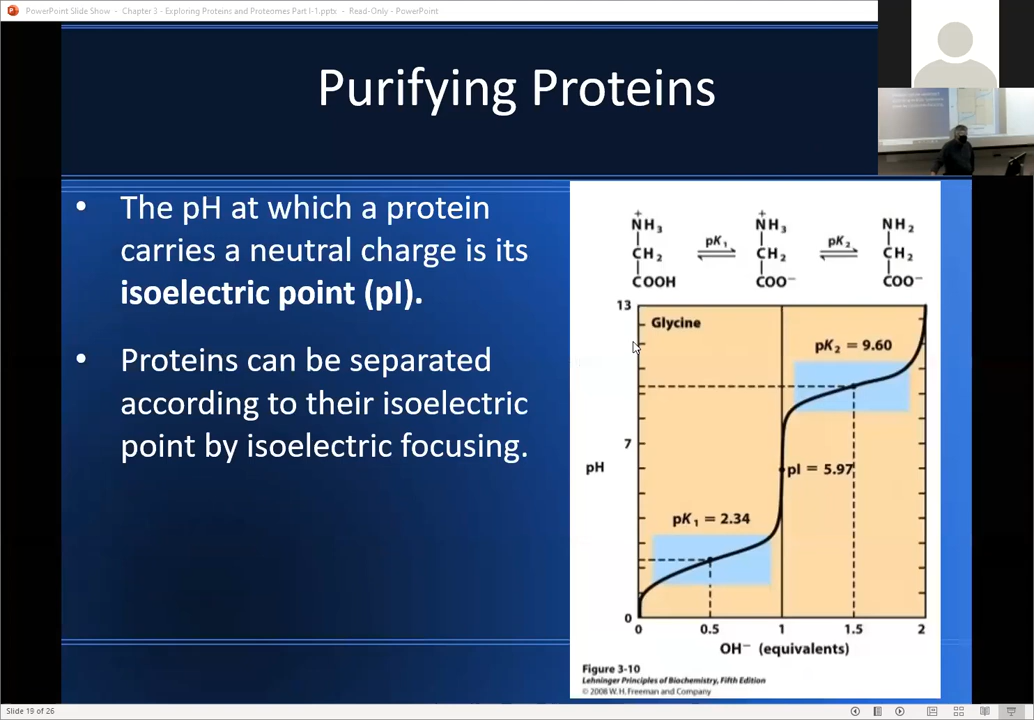 PowerPoint Slide Show - Chapter 3 - Exploring Proteins and Proteomes Part I-1.pptx - Read-Only - PowerPoint
Purifying Proteins
• The pH at which a protein
carries a neutral charge is its
isoelectric point (pI).
• Proteins can be separated
according to their isoelectric
point by isoelectric focusing.
+ +
NH₃ NH₃ NH₂
pK₁ pK₂
CH₂ CH₂ CH₂
COOH COO⁻ COO⁻
13
Glycine
pK₂ = 9.60
7
pH
pI = 5.97
pK₁ = 2.34
0
0 0.5 1 1.5 2
OH⁻ (equivalents)
Figure 3-10
Lehninger Principles of Biochemistry, Fifth Edition
© 2008 W. H. Freeman and Company
Slide 19 of 26